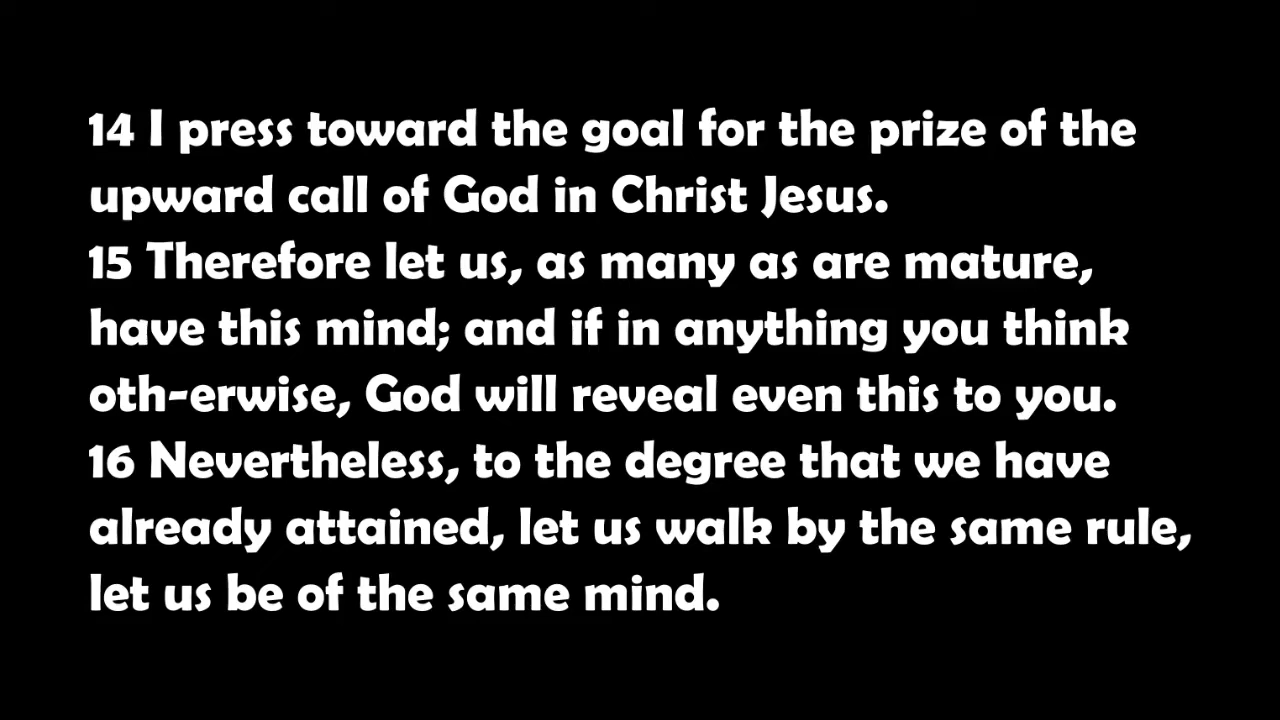 14 I press toward the goal for the prize of the
upward call of God in Christ Jesus.
15 Therefore let us, as many as are mature,
have this mind; and if in anything you think
oth-erwise, God will reveal even this to you.
16 Nevertheless, to the degree that we have
already attained, let us walk by the same rule,
let us be of the same mind.